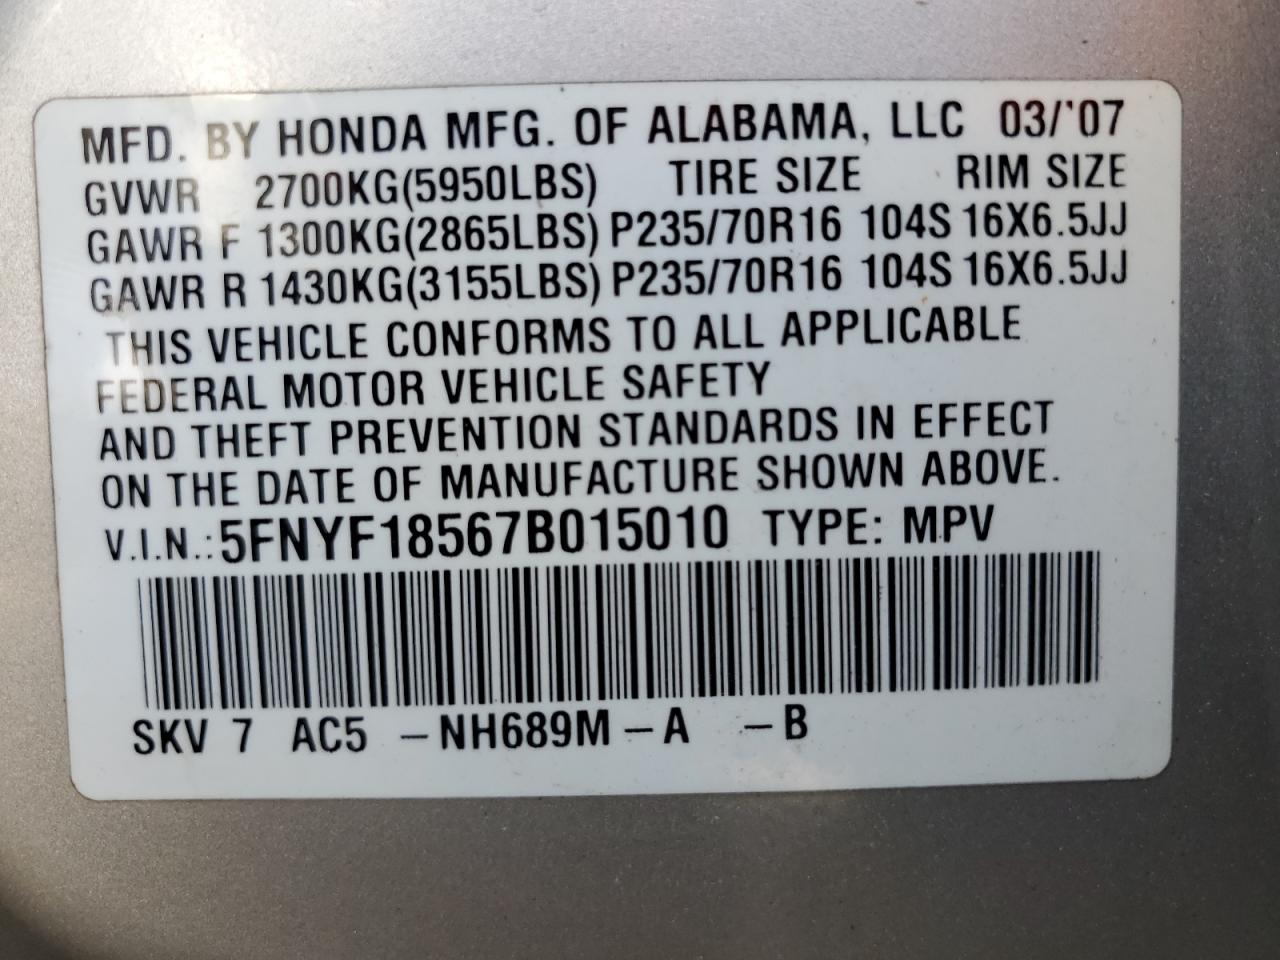 MFD. BY HONDA MFG. OF ALABAMA, LLC 03/'07
GVWR 2700KG(5950LBS) TIRE SIZE RIM SIZE
GAWR F 1300KG(2865LBS) P235/70R16 104S 16X6.5JJ
GAWR R 1430KG(3155LBS) P235/70R16 104S 16X6.5JJ
THIS VEHICLE CONFORMS TO ALL APPLICABLE
FEDERAL MOTOR VEHICLE SAFETY
AND THEFT PREVENTION STANDARDS IN EFFECT
ON THE DATE OF MANUFACTURE SHOWN ABOVE.
V.I.N.: 5FNYF18567B015010 TYPE: MPV
SKV 7 AC5 -NH689M-A -B